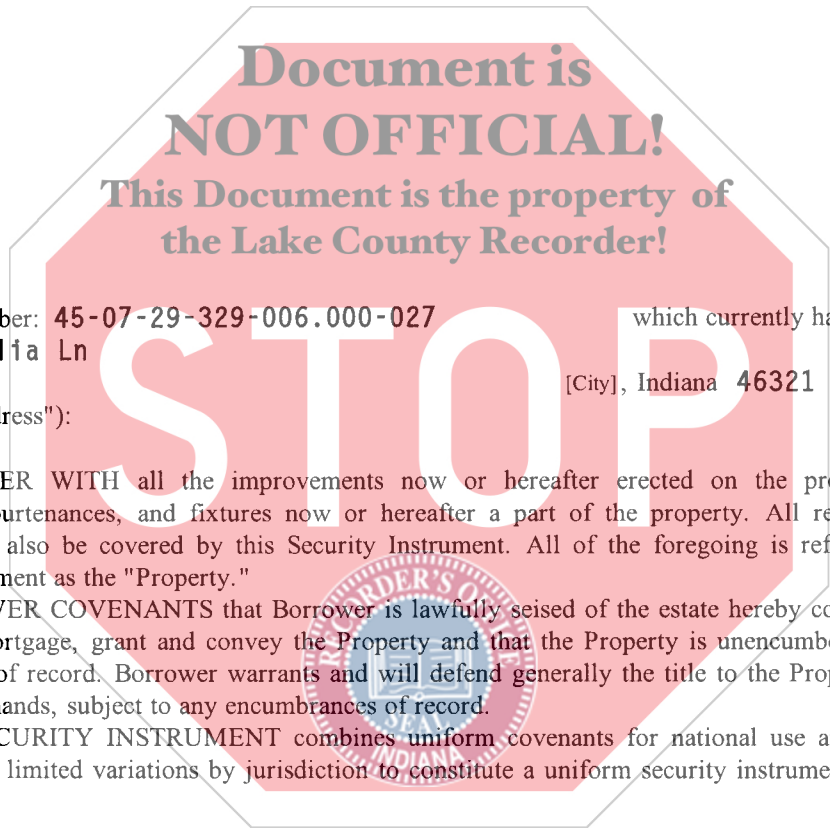 Document is
NOT OFFICIAL!
This Document is the property of
the Lake County Recorder!
STOP
ber: 45-07-29-329-006.000-027 which currently ha
lia Ln
[City], Indiana 46321
dress"):
ER WITH all the improvements now or hereafter erected on the pro
purtenances, and fixtures now or hereafter a part of the property. All re
also be covered by this Security Instrument. All of the foregoing is ref
ment as the "Property."
VER COVENANTS that Borrower is lawfully seised of the estate hereby co
ortgage, grant and convey the Property and that the Property is unencumbe
of record. Borrower warrants and will defend generally the title to the Prop
nands, subject to any encumbrances of record.
CURITY INSTRUMENT combines uniform covenants for national use a
limited variations by jurisdiction to constitute a uniform security instrume
RECORDER'S OFFICE
SEAL
INDIANA